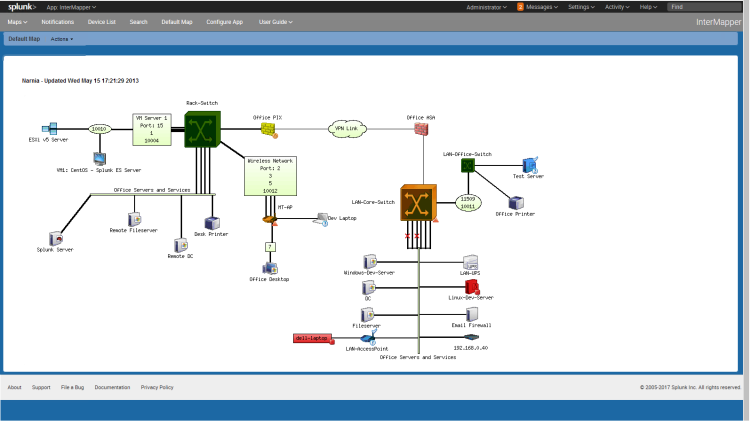 splunk> App: InterMapper Administrator 2 Messages Settings Activity Help Find
Maps Notifications Device List Search Default Map Configure App User Guide InterMapper
Default Map Actions
Narnia - Updated Wed May 15 17:21:29 2013
Rack-Switch
VM Server 1
Port: 15
1
10004
10010
ESXi v5 Server
VM1: CentOS - Splunk ES Server
Office PIX
VPN Link
Office ASA
LAN-Office-Switch
Test Server
Wireless Network
Port: 2
3
5
10012
Office Servers and Services
LAN-Core-Switch
11509
10011
Office Printer
MT-AP
Dev Laptop
Remote Fileserver
Desk Printer
Splunk Server
Remote DC
7
Office Desktop
Windows-Dev-Server
LAN-UPS
DC
Linux-Dev-Server
Fileserver
Email Firewall
dell-laptop
LAN-AccessPoint
192.168.0.40
Office Servers and Services
About Support File a Bug Documentation Privacy Policy © 2005-2017 Splunk Inc. All rights reserved.